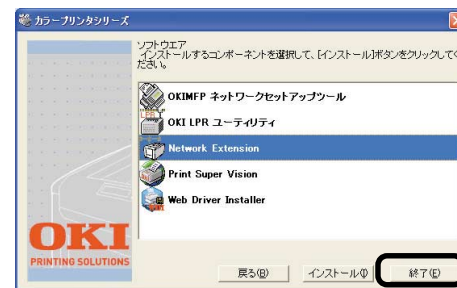 カラープリンタシリーズ
ソフトウエア
インストールするコンポーネントを選択して、[インストール]ボタンをクリックしてく
ださい。
OKIMFP ネットワークセットアップツール
OKI LPR ユーティリティ
Network Extension
Print Super Vision
Web Driver Installer
OKI
PRINTING SOLUTIONS
戻る(B)
インストール(I)
終了(E)